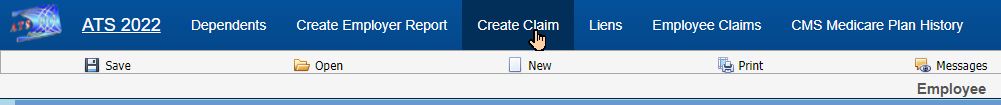 ATS 2022 Dependents Create Employer Report Create Claim Liens Employee Claims CMS Medicare Plan History
Save Open New Print Messages
Employee